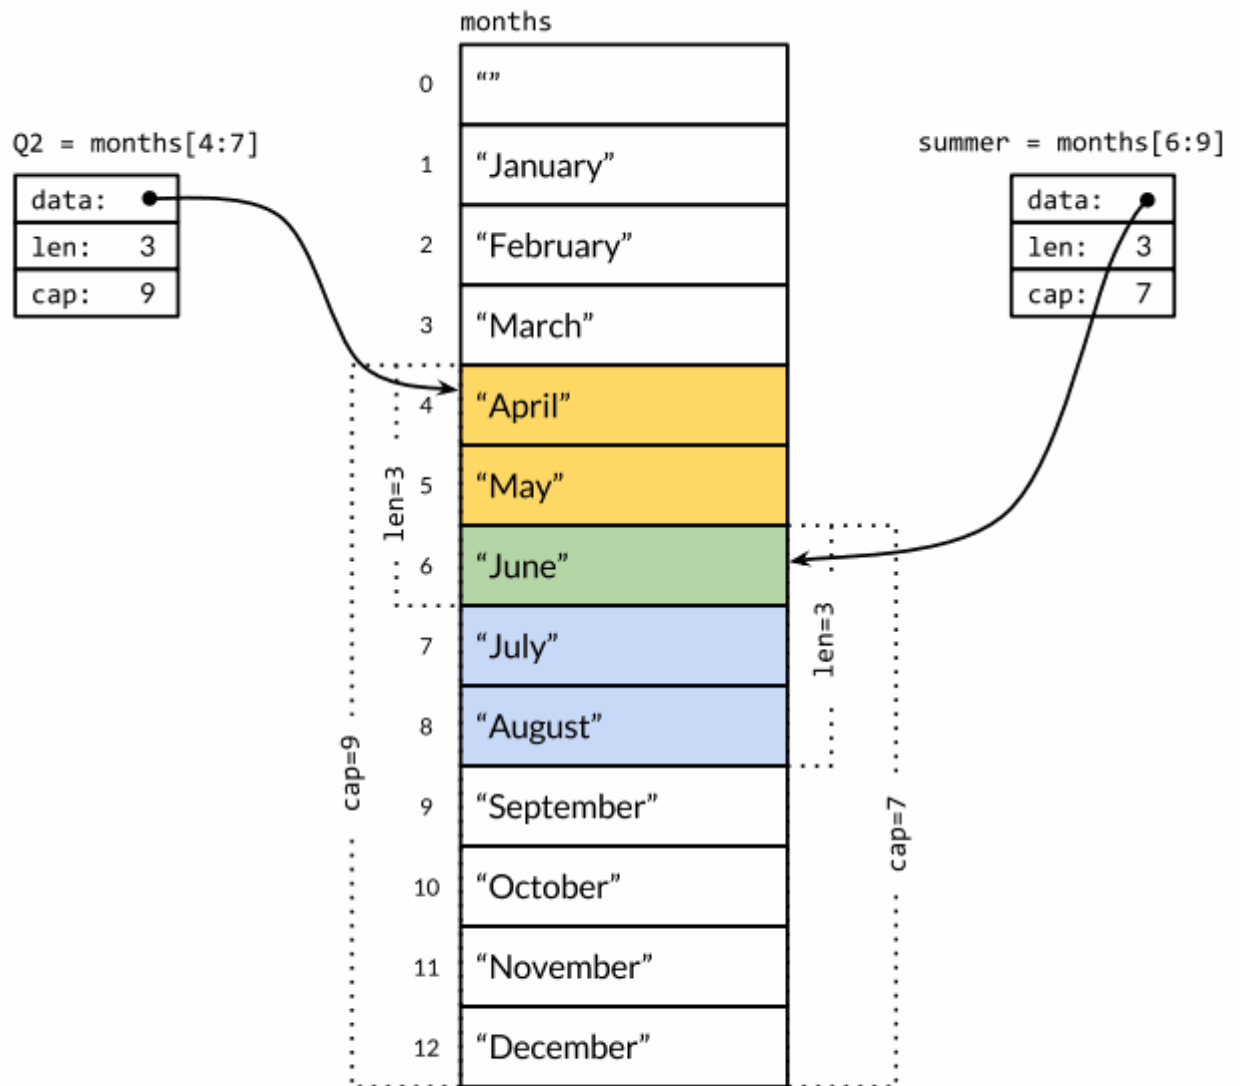 months
0 “”
Q2 = months[4:7]
data:
len: 3
cap: 9
summer = months[6:9]
data:
len: 3
cap: 7
1 “January”
2 “February”
3 “March”
4 “April”
5 “May”
6 “June”
7 “July”
8 “August”
9 “September”
10 “October”
11 “November”
12 “December”
len=3
cap=9
len=3
cap=7